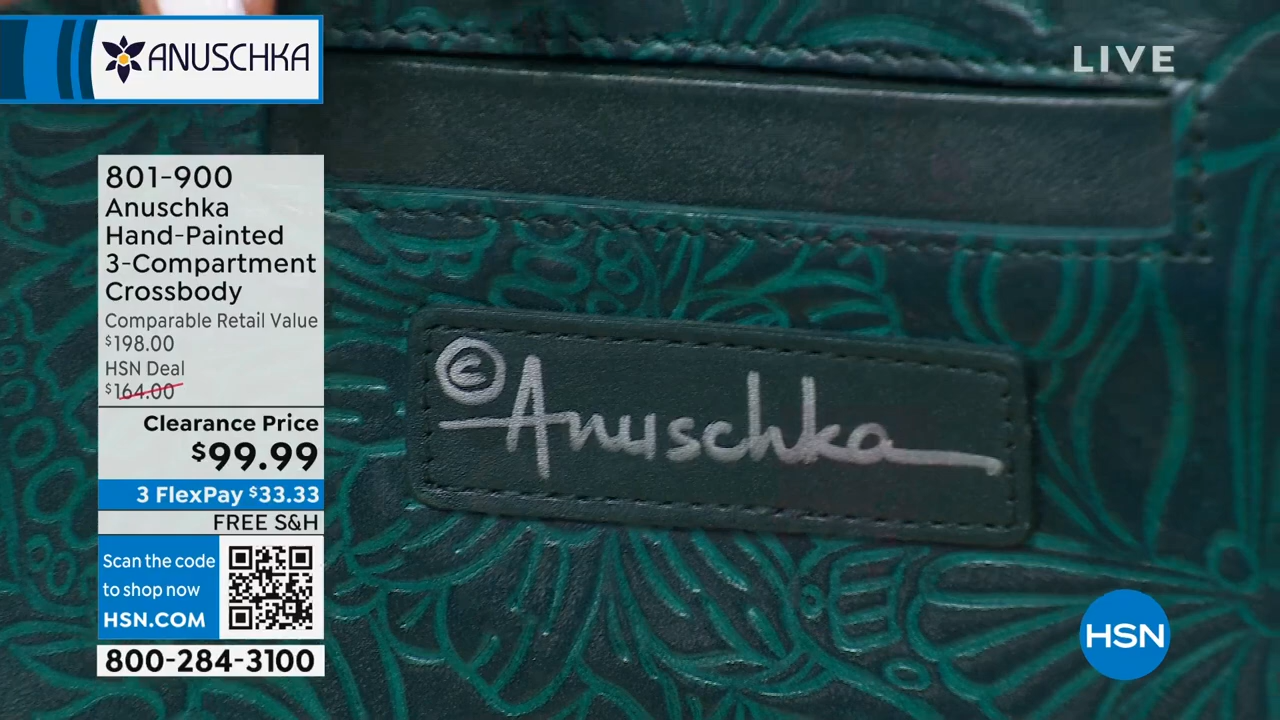 ANUSCHKA
LIVE
801-900
Anuschka
Hand-Painted
3-Compartment
Crossbody
Comparable Retail Value
$198.00
HSN Deal
$164.00
Clearance Price
$99.99
3 FlexPay $33.33
FREE S&H
Scan the code
to shop now
HSN.COM
800-284-3100
©Anuschka
HSN